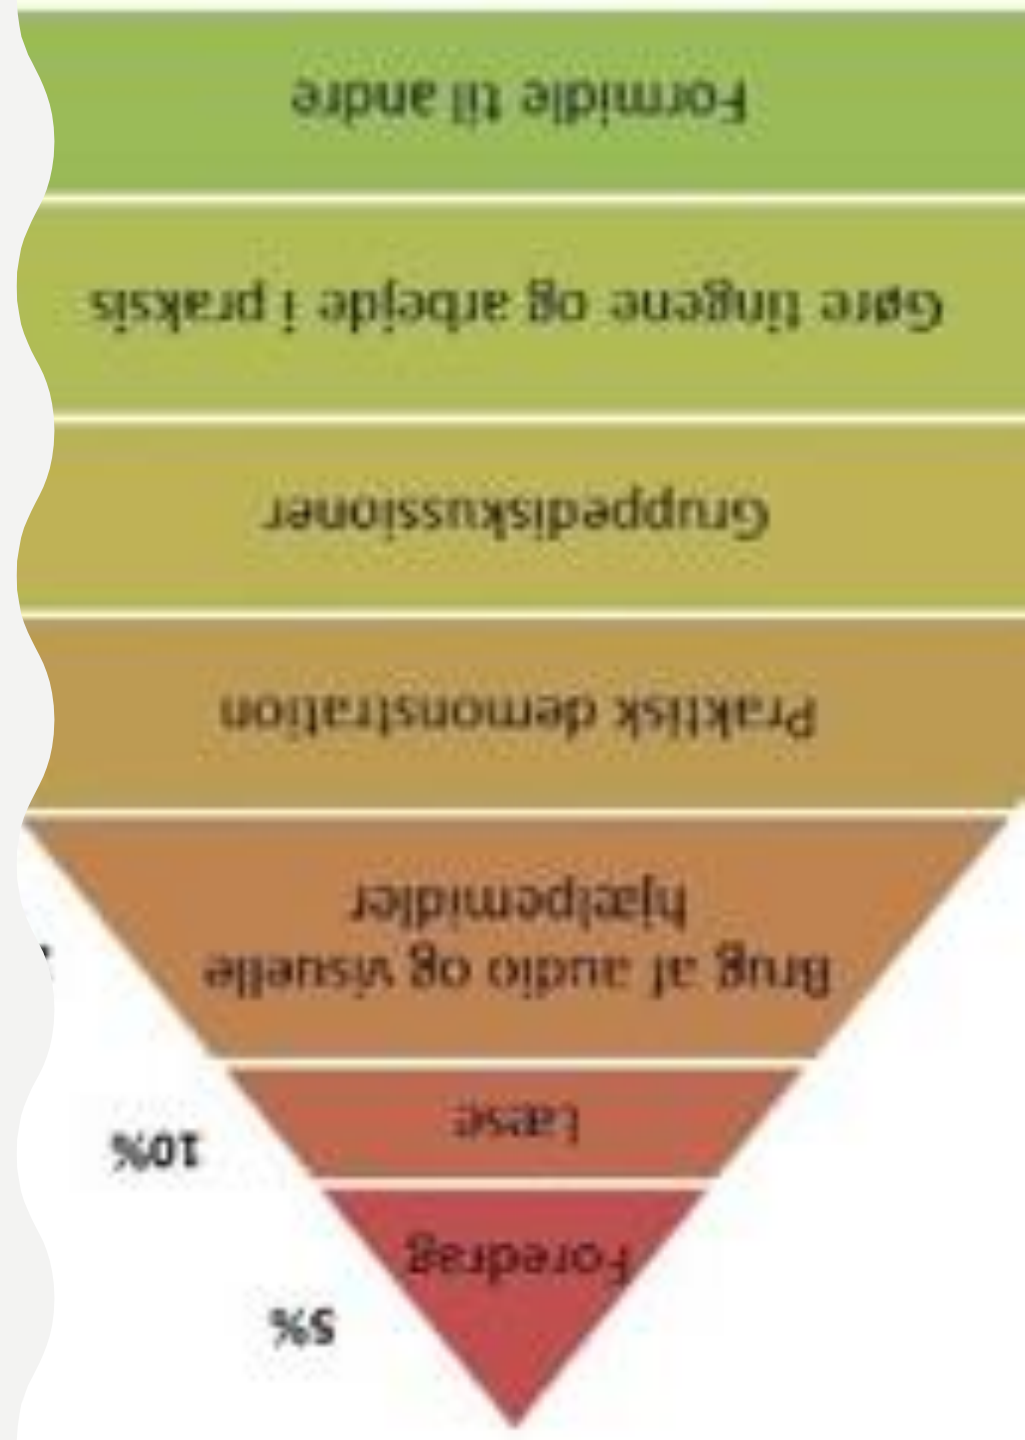 5%
Foredrag
10%
Læse
Brug af audio og visuelle
hjælpemidler
Praktisk demonstration
Gruppediskussioner
Gøre tingene og arbejde i praksis
Formidle til andre